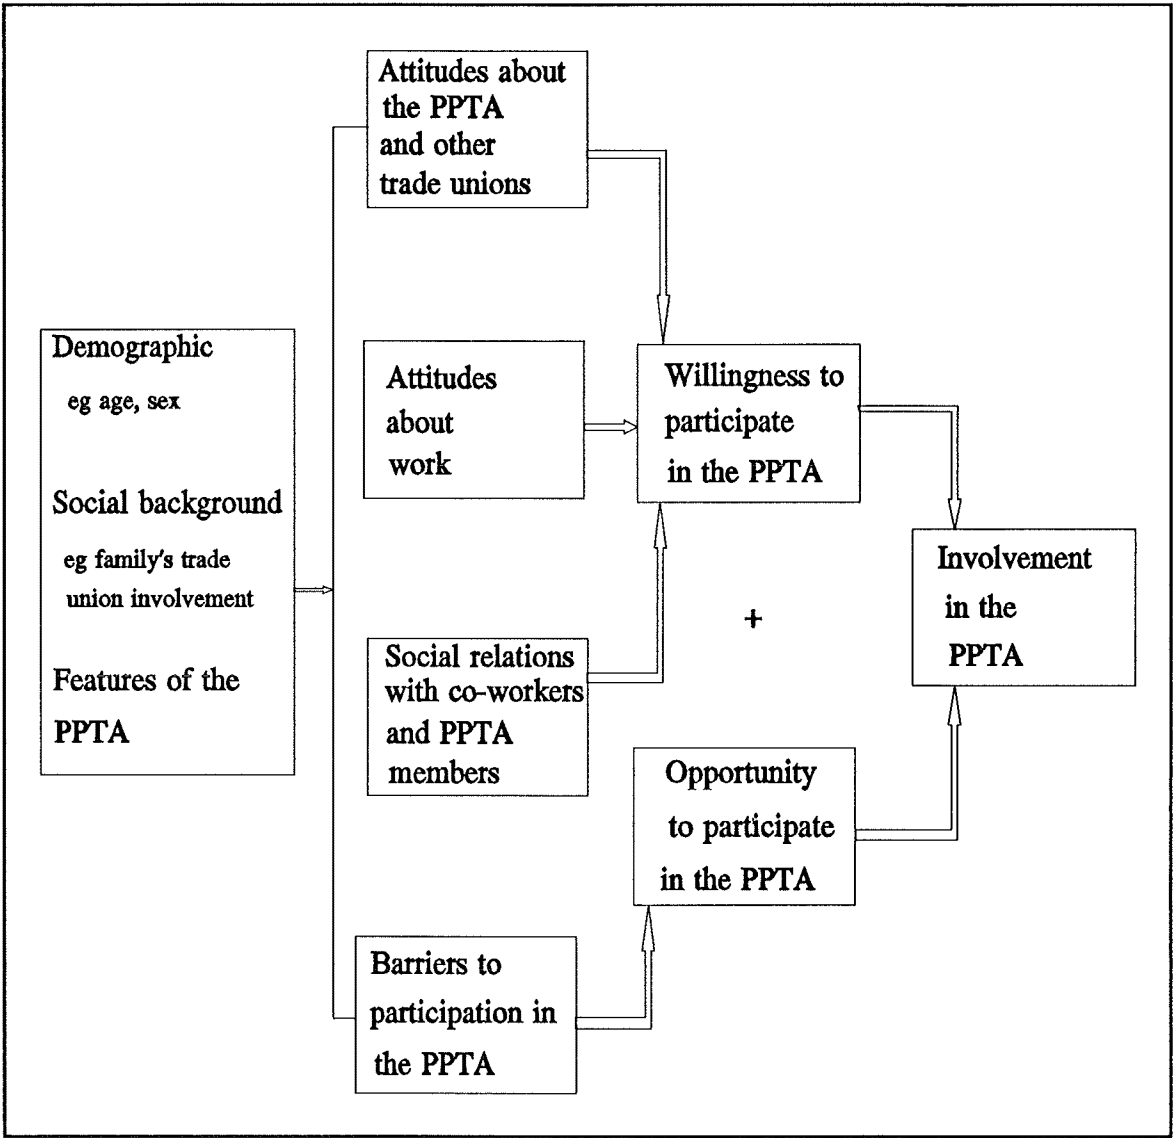 Attitudes about
the PPTA
and other
trade unions
Demographic
eg age, sex
Social background
eg family's trade
union involvement
Features of the
PPTA
Attitudes
about
work
Social relations
with co-workers
and PPTA
members
Barriers to
participation in
the PPTA
Willingness to
participate
in the PPTA
+
Opportunity
to participate
in the PPTA
Involvement
in the
PPTA